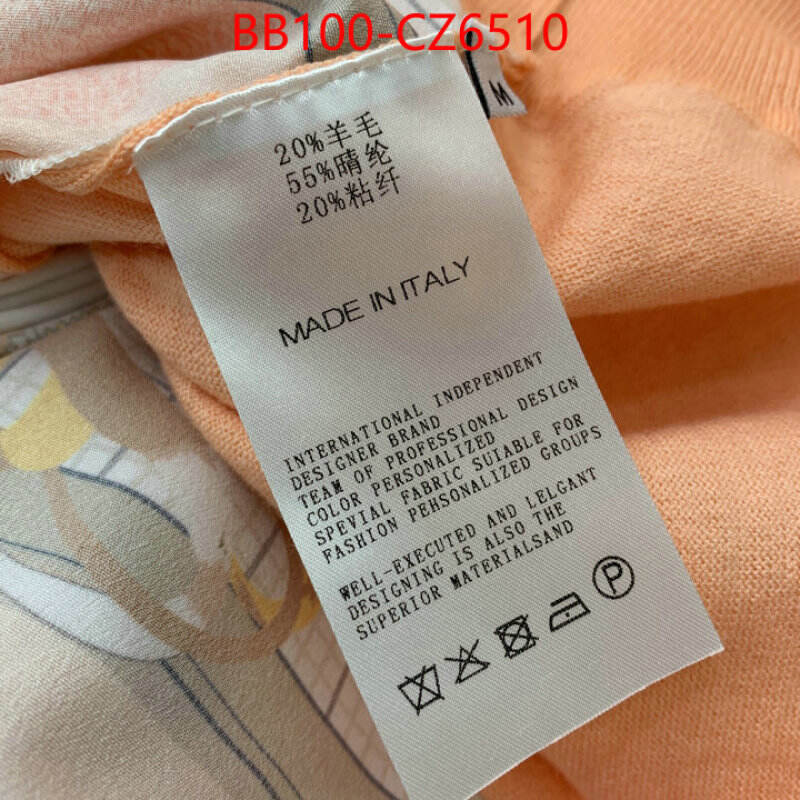 BB100-CZ6510
M
20%羊毛
55%晴纶
20%粘纤
MADE IN ITALY
INTERNATIONAL INDEPENDENT
DESIGNER BRAND
TEAM OF PROFESSIONAL DESIGN
COLOR PERSONALIZED
SPEVIAL FABRIC SUIABLE FOR
FASHION PEHSONALIZED GROUPS
WELL-EXECUTED AND LELGANT
DESIGNING IS ALSO THE
SUPERIOR MATERIALSAND
P